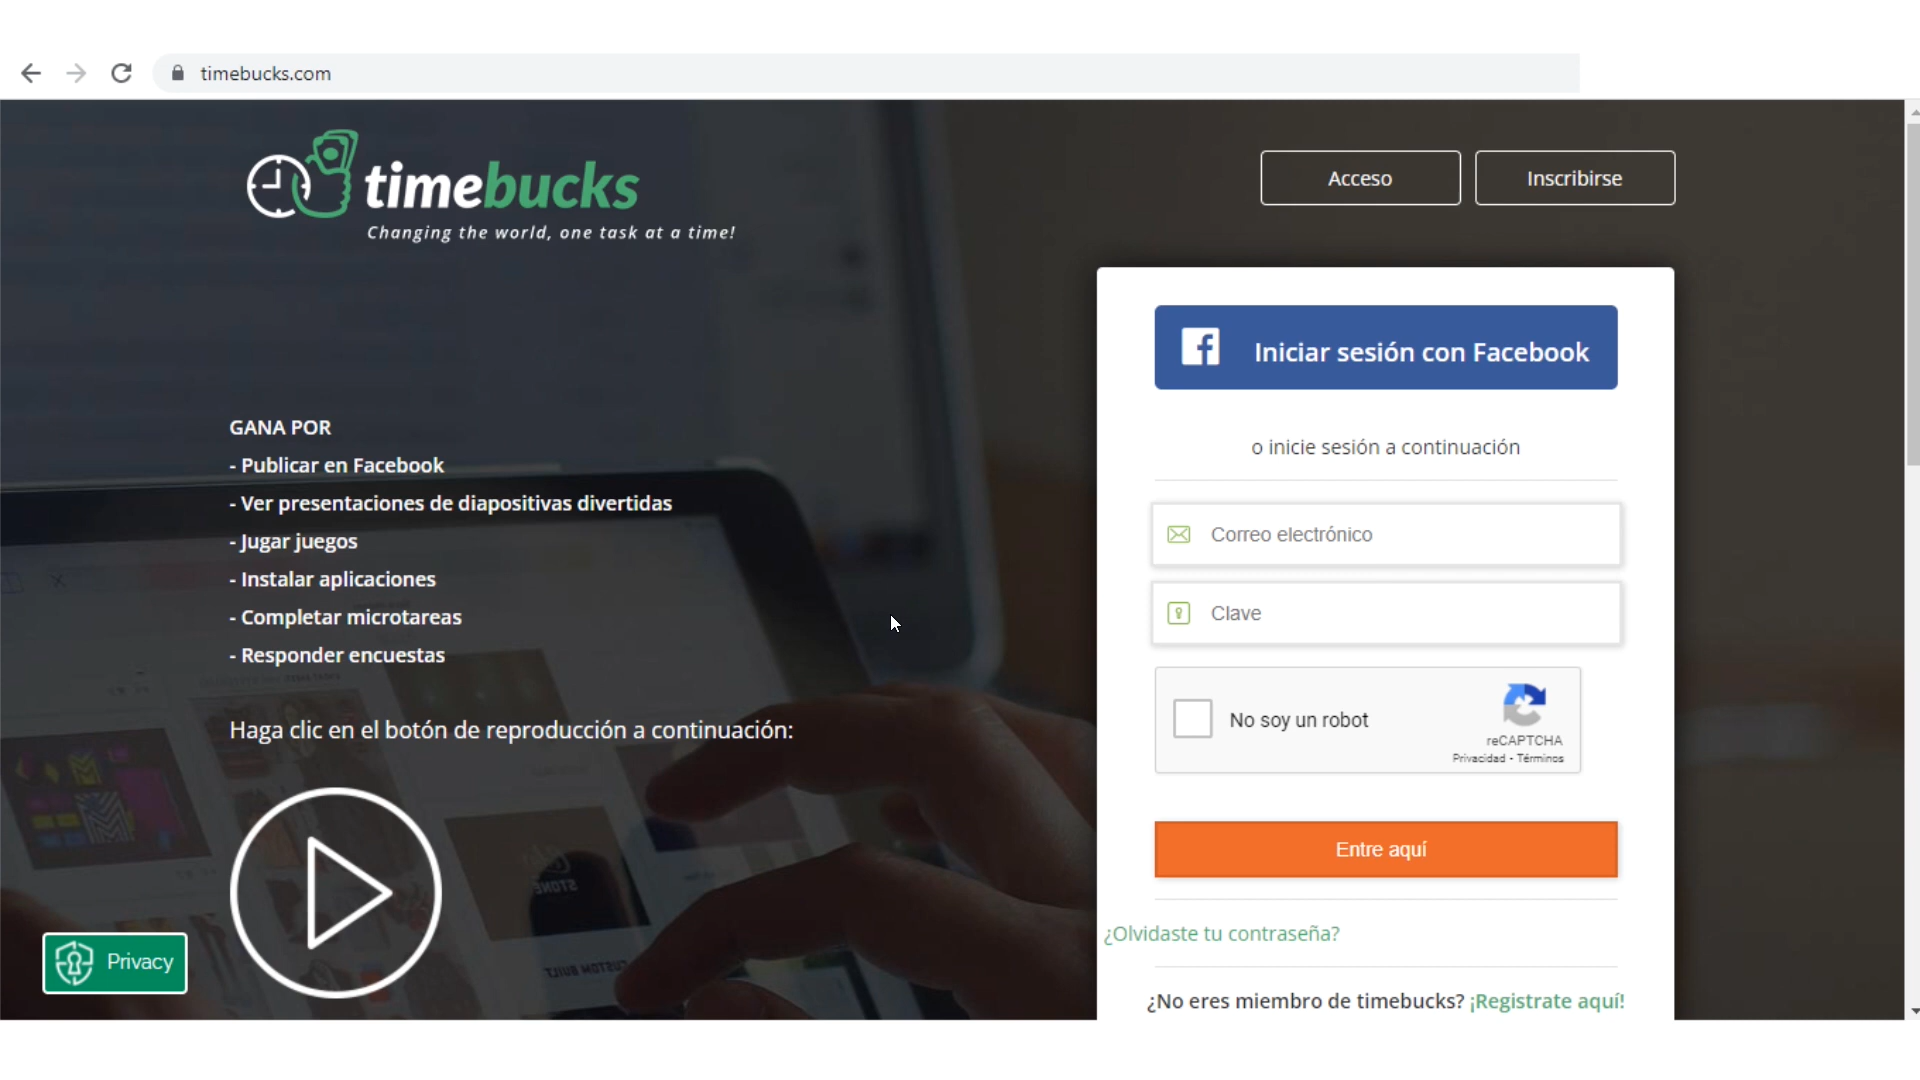 timebucks.com
timebucks
Changing the world, one task at a time!
Acceso
Inscribirse
GANA POR
- Publicar en Facebook
- Ver presentaciones de diapositivas divertidas
- Jugar juegos
- Instalar aplicaciones
- Completar microtareas
- Responder encuestas
Haga clic en el botón de reproducción a continuación:
Privacy
Iniciar sesión con Facebook
o inicie sesión a continuación
Correo electrónico
Clave
No soy un robot
reCAPTCHA
Privacidad - Términos
Entre aquí
¿Olvidaste tu contraseña?
¿No eres miembro de timebucks? ¡Registrate aquí!